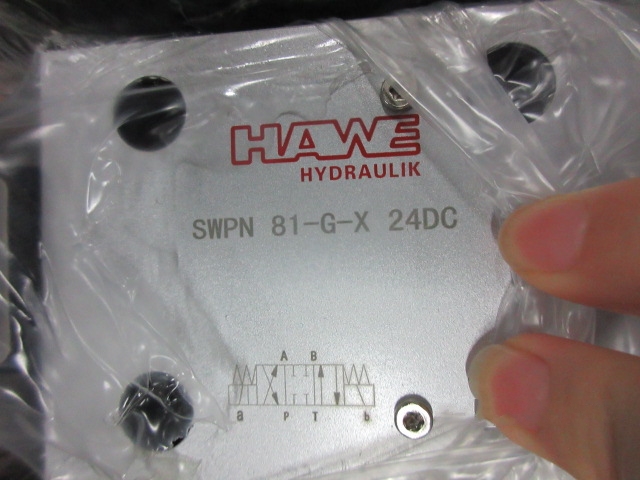 HAWE
HYDRAULIK
SWPN 81-G-X 24DC
A B
a P T b